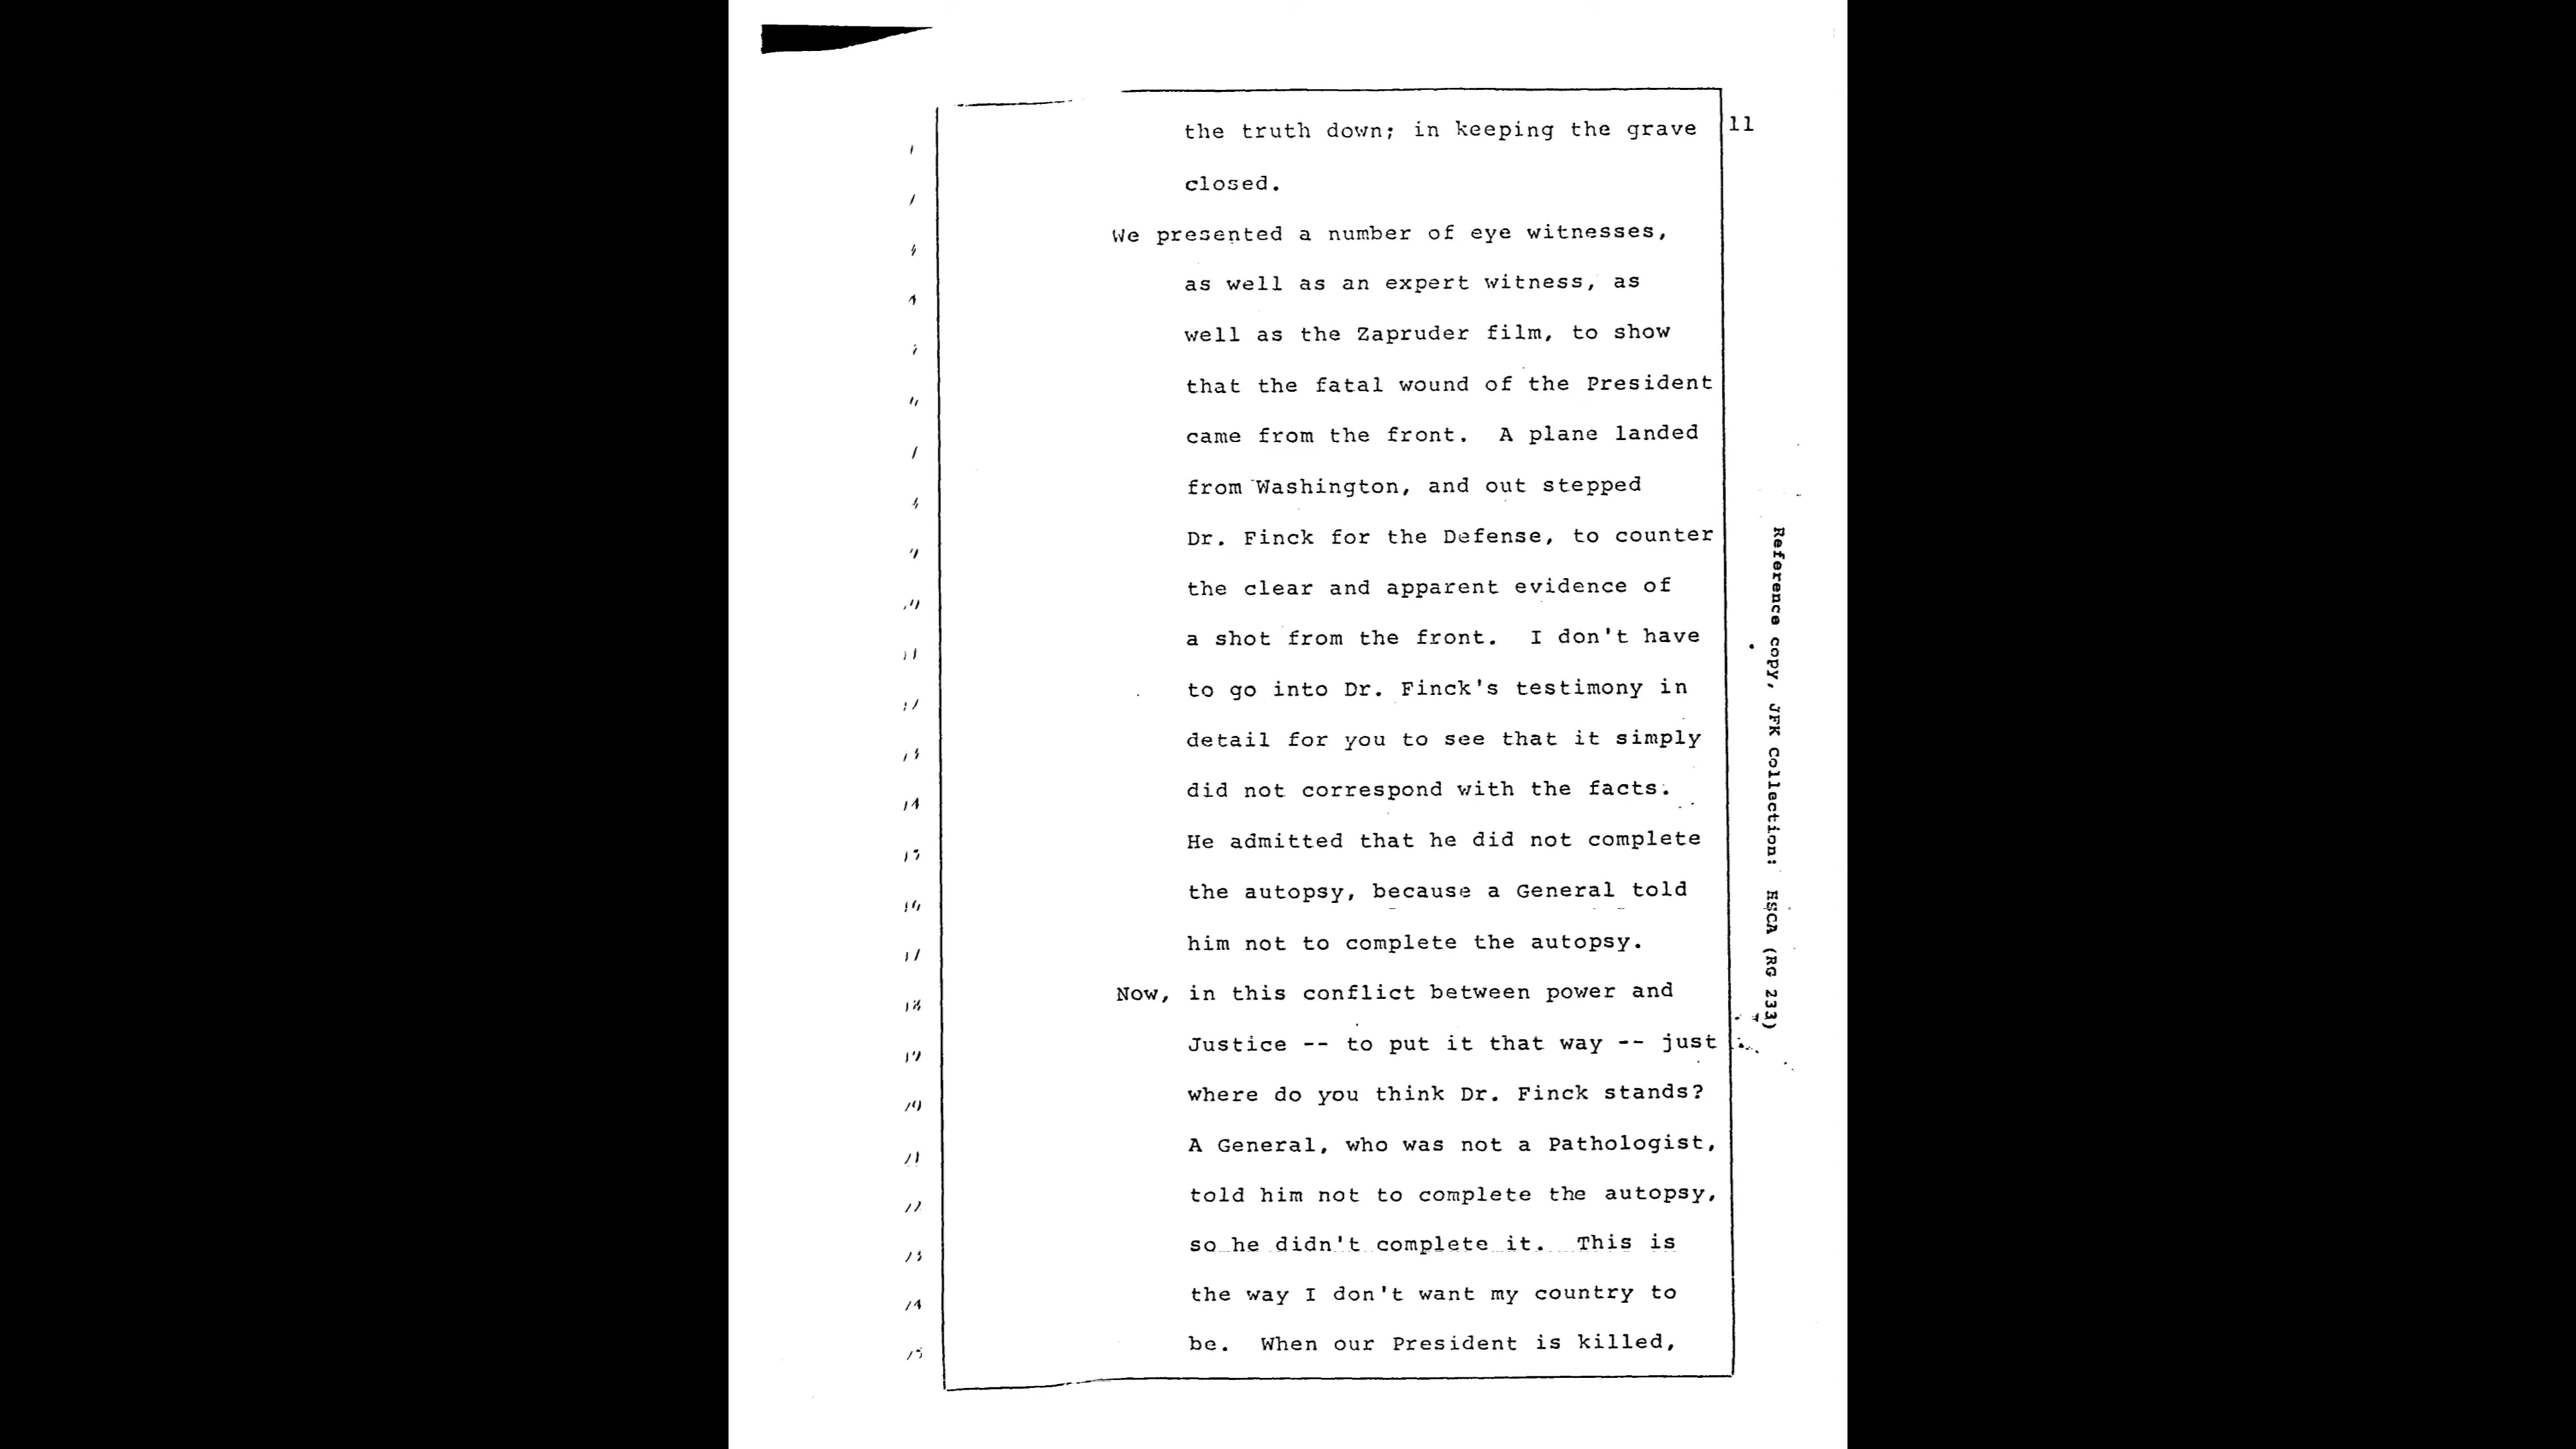 11
the truth down; in keeping the grave
closed.
We presented a number of eye witnesses,
as well as an expert witness, as
well as the Zapruder film, to show
that the fatal wound of the President
came from the front. A plane landed
from Washington, and out stepped
Dr. Finck for the Defense, to counter
the clear and apparent evidence of
a shot from the front. I don't have
to go into Dr. Finck's testimony in
detail for you to see that it simply
did not correspond with the facts.
He admitted that he did not complete
the autopsy, because a General told
him not to complete the autopsy.
Now, in this conflict between power and
Justice -- to put it that way -- just
where do you think Dr. Finck stands?
A General, who was not a Pathologist,
told him not to complete the autopsy,
so he didn't complete it. This is
the way I don't want my country to
be. When our President is killed,
Reference copy, JFK Collection: HSCA (RG 233)